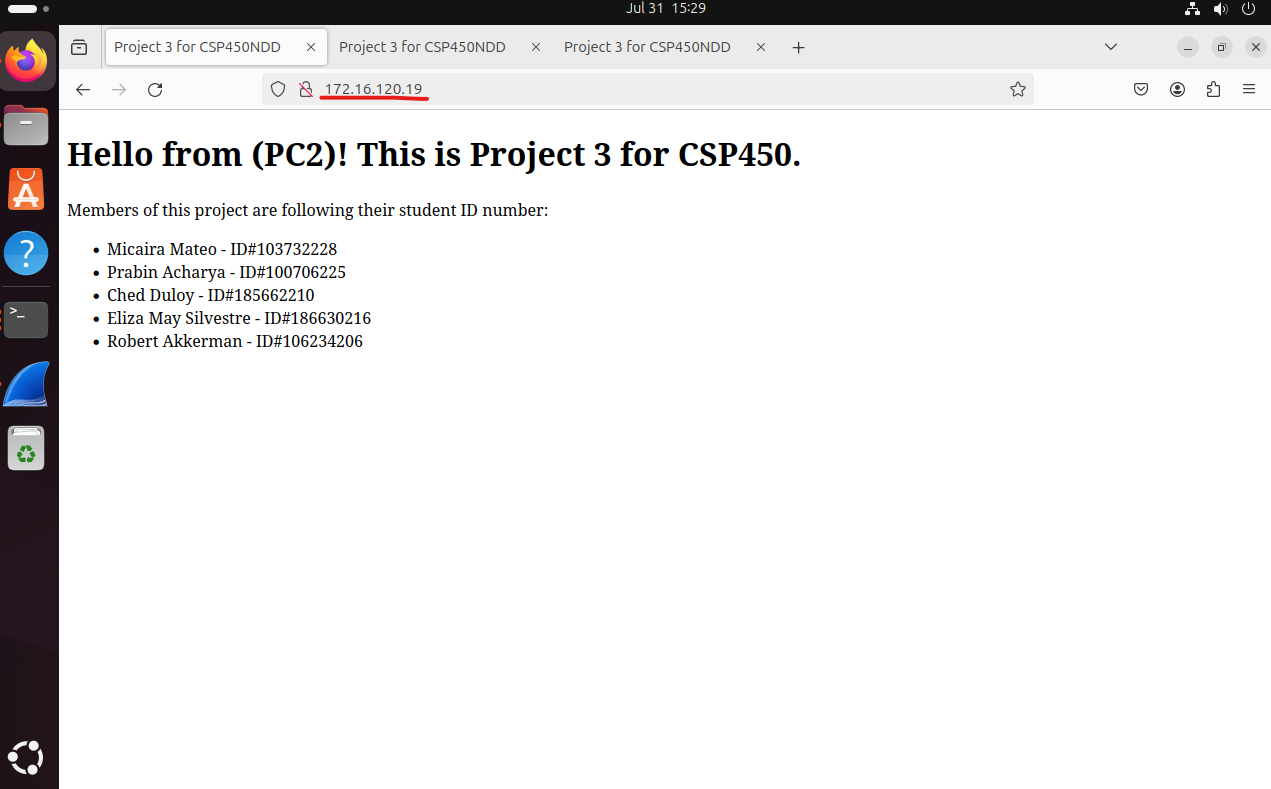 Jul 31 15:29
Project 3 for CSP450NDD
Project 3 for CSP450NDD
Project 3 for CSP450NDD
172.16.120.19
Hello from (PC2)! This is Project 3 for CSP450.
Members of this project are following their student ID number:
Micaira Mateo - ID#103732228
Prabin Acharya - ID#100706225
Ched Duloy - ID#185662210
Eliza May Silvestre - ID#186630216
Robert Akkerman - ID#106234206